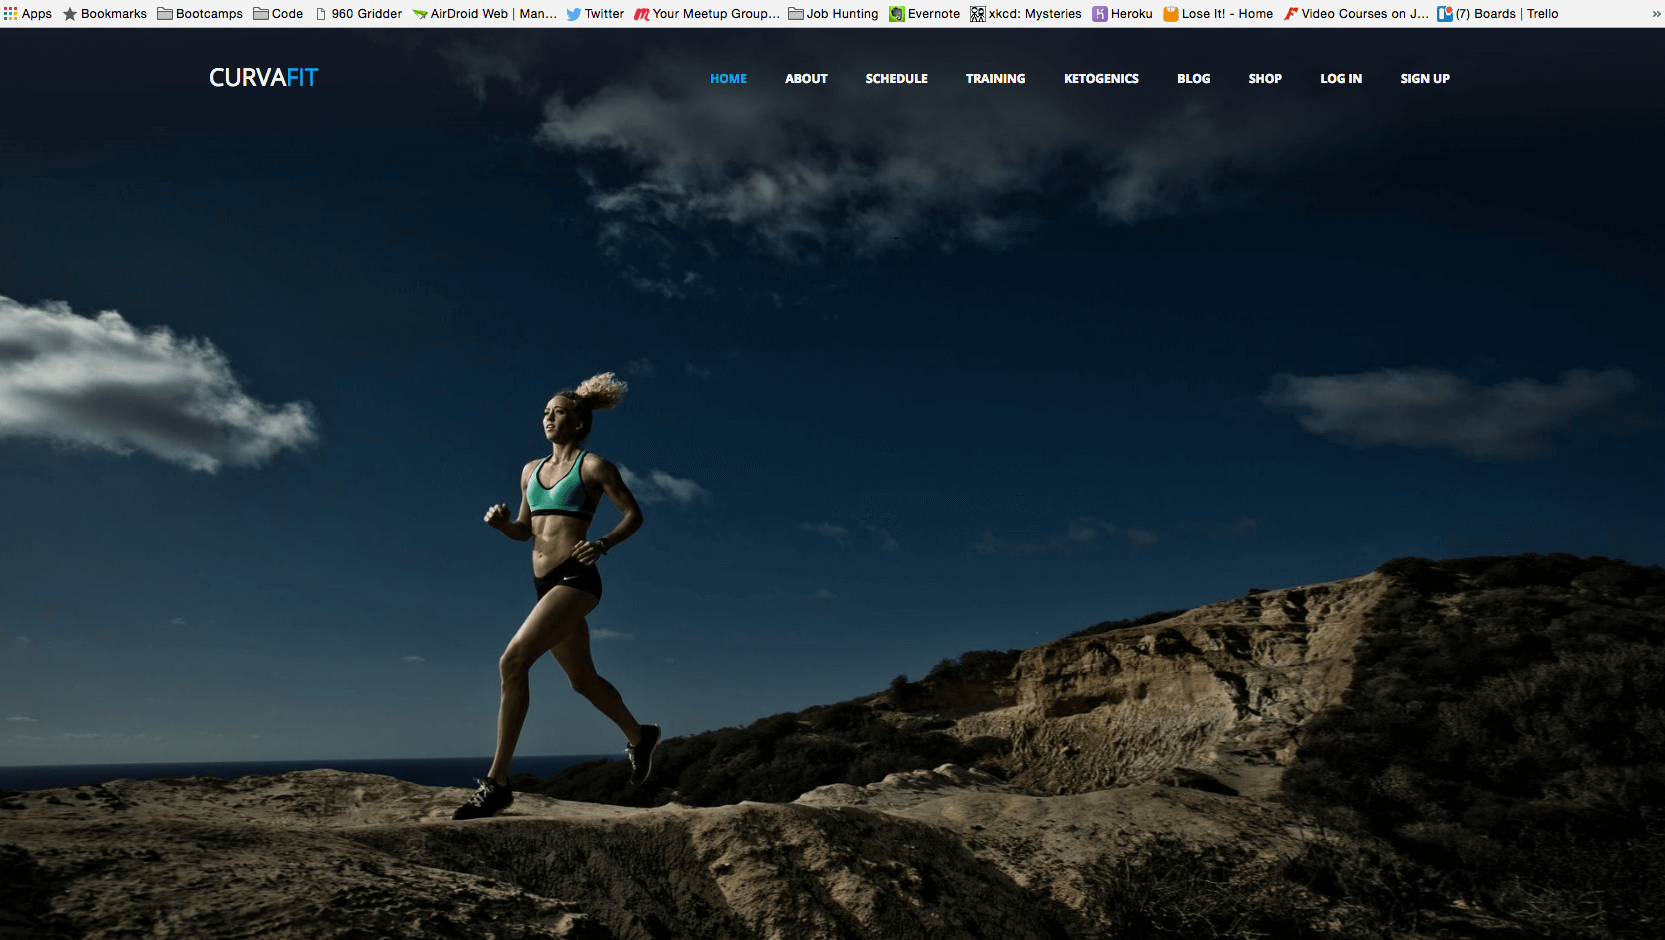 Apps Bookmarks Bootcamps Code 960 Gridder AirDroid Web | Man... Twitter Your Meetup Group... Job Hunting Evernote xkcd: Mysteries Heroku Lose It! - Home Video Courses on J... (7) Boards | Trello »
CURVAFIT HOME ABOUT SCHEDULE TRAINING KETOGENICS BLOG SHOP LOG IN SIGN UP